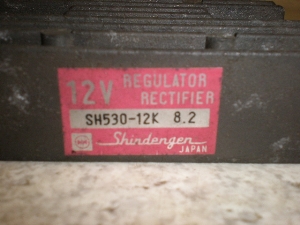 12V REGULATOR
RECTIFIER
SH530-12K 8.2
Shindengen
JAPAN